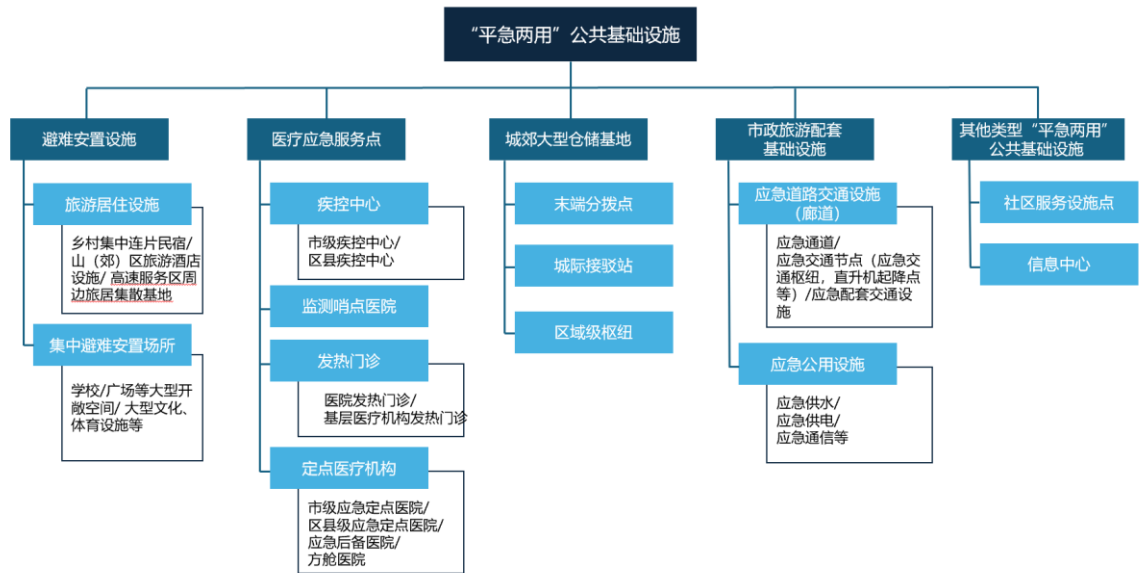 “平急两用”公共基础设施
避难安置设施
旅游居住设施
乡村集中连片民宿/
山（郊）区旅游酒店
设施/ 高速服务区周
边旅居集散基地
集中避难安置场所
学校/广场等大型开
敞空间/ 大型文化、
体育设施等
医疗应急服务点
疾控中心
市级疾控中心/
区县疾控中心
监测哨点医院
发热门诊
医院发热门诊/
基层医疗机构发热门诊
定点医疗机构
市级应急定点医院/
区县级应急定点医院/
应急后备医院/
方舱医院
城郊大型仓储基地
末端分拨点
城际接驳站
区域级枢纽
市政旅游配套
基础设施
应急道路交通设施
（廊道）
应急通道/
应急交通节点（应急交
通枢纽，直升机起降点
等）/应急配套交通设
施
应急公用设施
应急供水/
应急供电/
应急通信等
其他类型“平急两用”
公共基础设施
社区服务设施点
信息中心